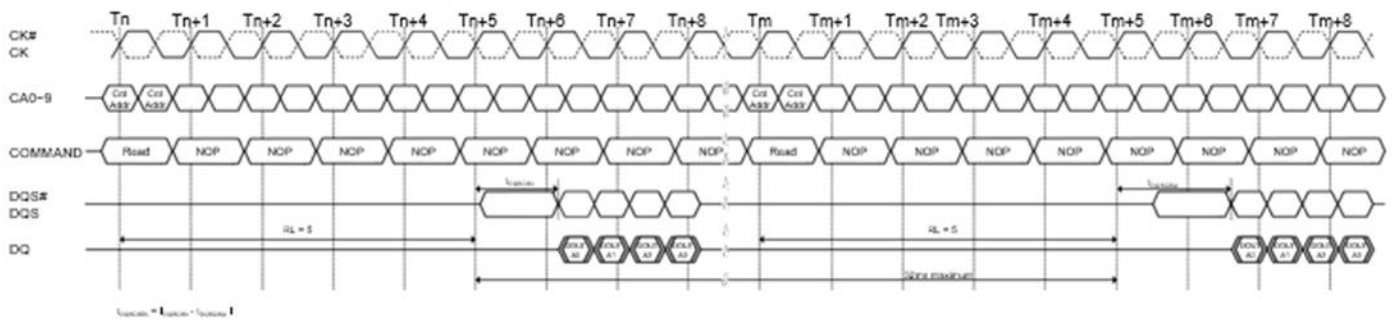 Tn Tn+1 Tn+2 Tn+3 Tn+4 Tn+5 Tn+6 Tn+7 Tn+8 Tm Tm+1 Tm+2 Tm+3 Tm+4 Tm+5 Tm+6 Tm+7 Tm+8
CK#
CK
CA0~9 Col Addr Col Addr Col Addr Col Addr
COMMAND Read NOP NOP NOP NOP NOP NOP NOP NOP Read NOP NOP NOP NOP NOP NOP NOP NOP
DQS#
DQS
RL = 5 RL = 5
DQ DOUT A0 DOUT A1 DOUT A2 DOUT A3 DOUT A0 DOUT A1 DOUT A2 DOUT A3
32ms maximum